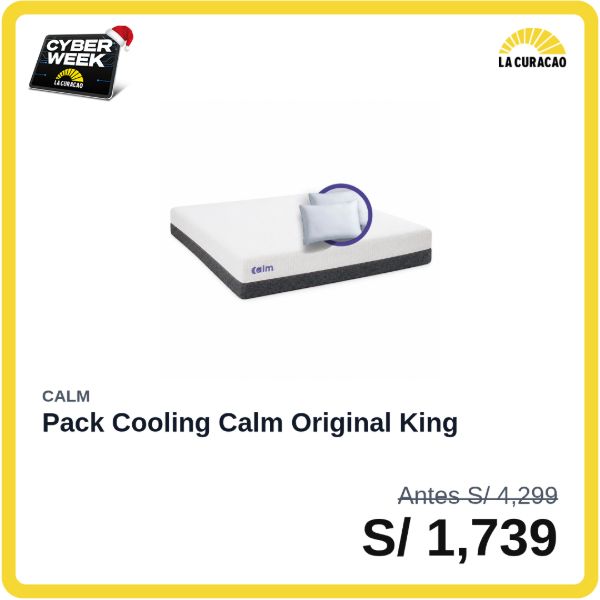 CYBER
WEEK
LA CURACAO
LA CURACAO
Calm
CALM
Pack Cooling Calm Original King
Antes S/ 4,299
S/ 1,739